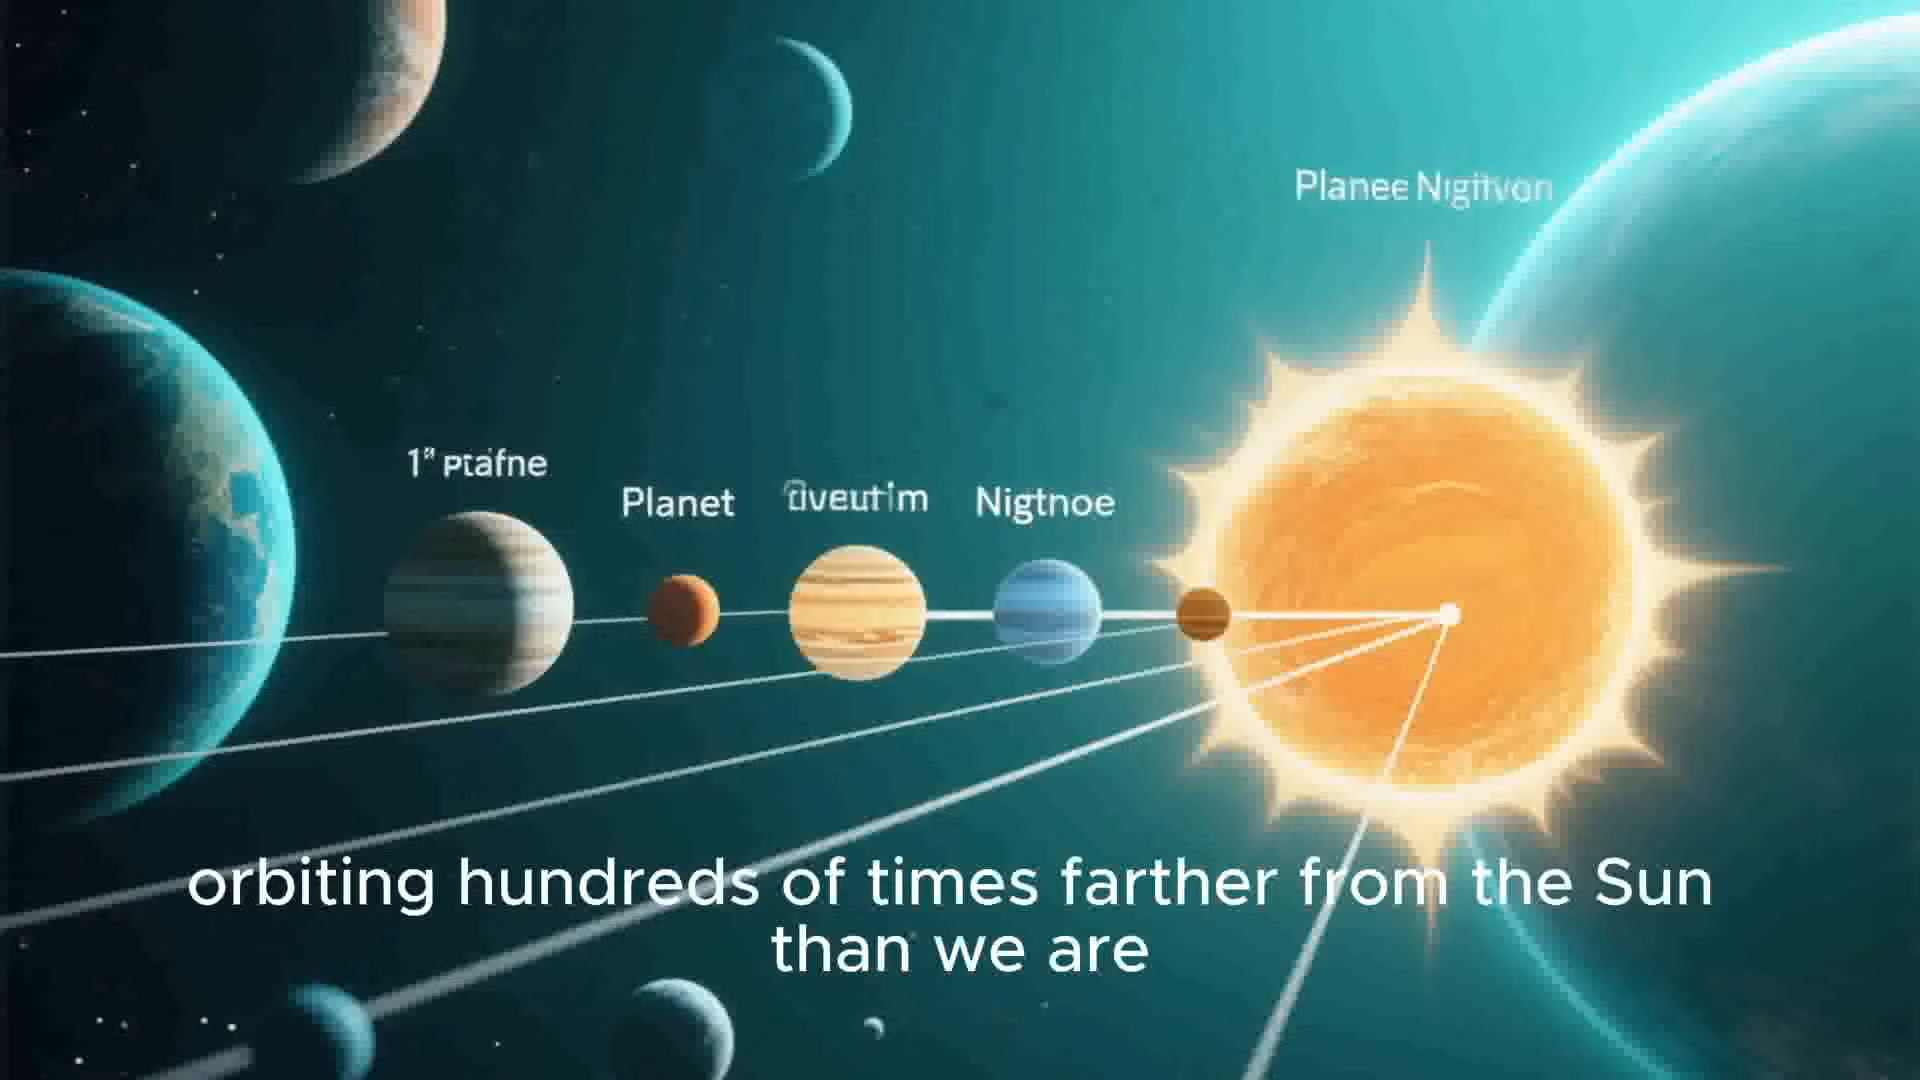 Planee Nigitvon
1" ptafne
Planet
Nigtnoe
orbiting hundreds of times farther from the Sun
than we are